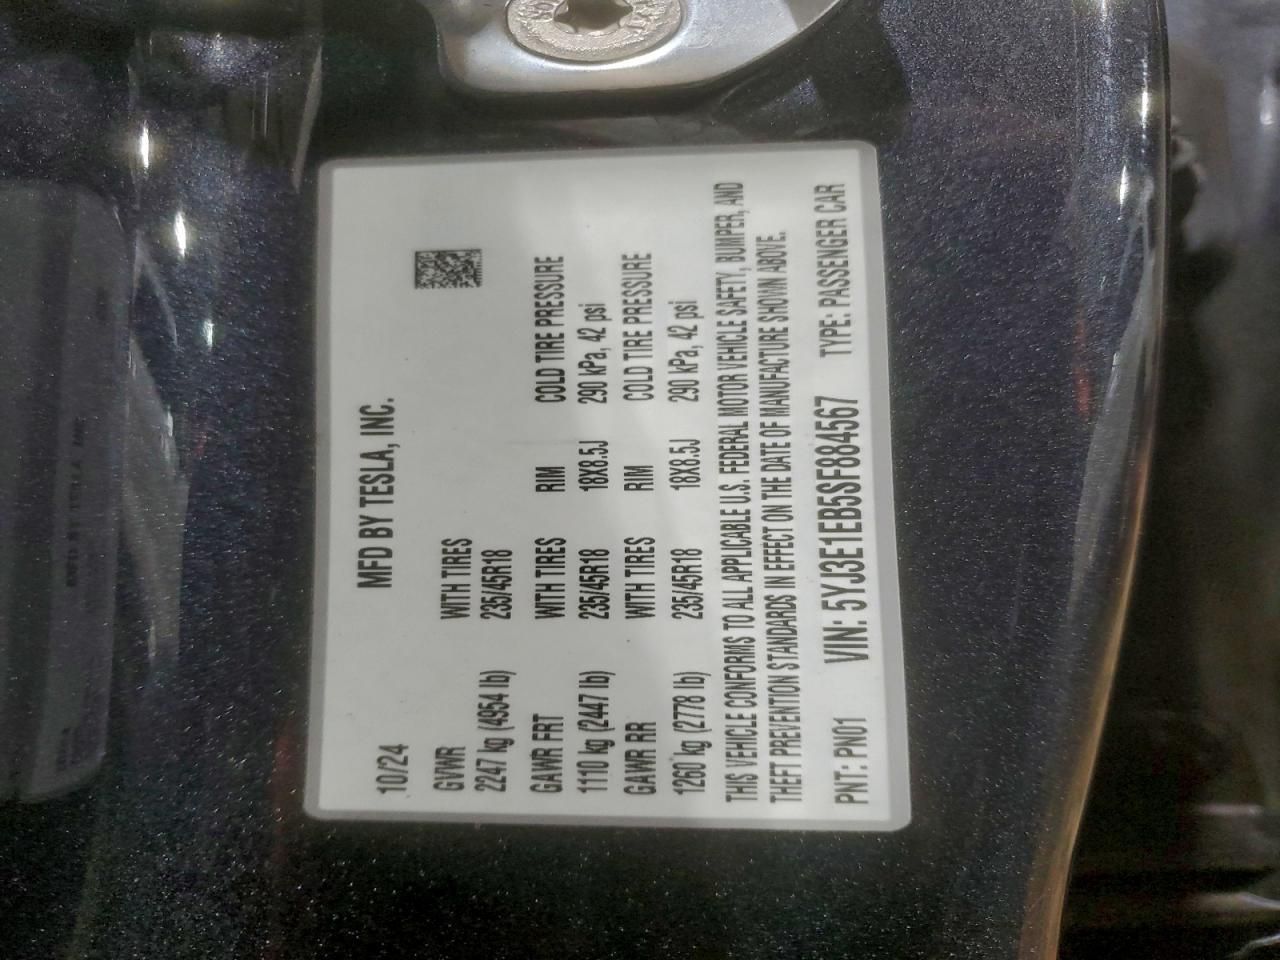 10/24 MFD BY TESLA, INC.
GVWR WITH TIRES
2247 kg (4954 lb) 235/45R18
GAWR FRT WITH TIRES RIM COLD TIRE PRESSURE
1110 kg (2447 lb) 235/45R18 18X8.5J 290 kPa, 42 psi
GAWR RR WITH TIRES RIM COLD TIRE PRESSURE
1260 kg (2778 lb) 235/45R18 18X8.5J 290 kPa, 42 psi
THIS VEHICLE CONFORMS TO ALL APPLICABLE U.S. FEDERAL MOTOR VEHICLE SAFETY, BUMPER, AND
THEFT PREVENTION STANDARDS IN EFFECT ON THE DATE OF MANUFACTURE SHOWN ABOVE.
PNT: PN01 VIN: 5YJ3E1EB5SF884567 TYPE: PASSENGER CAR